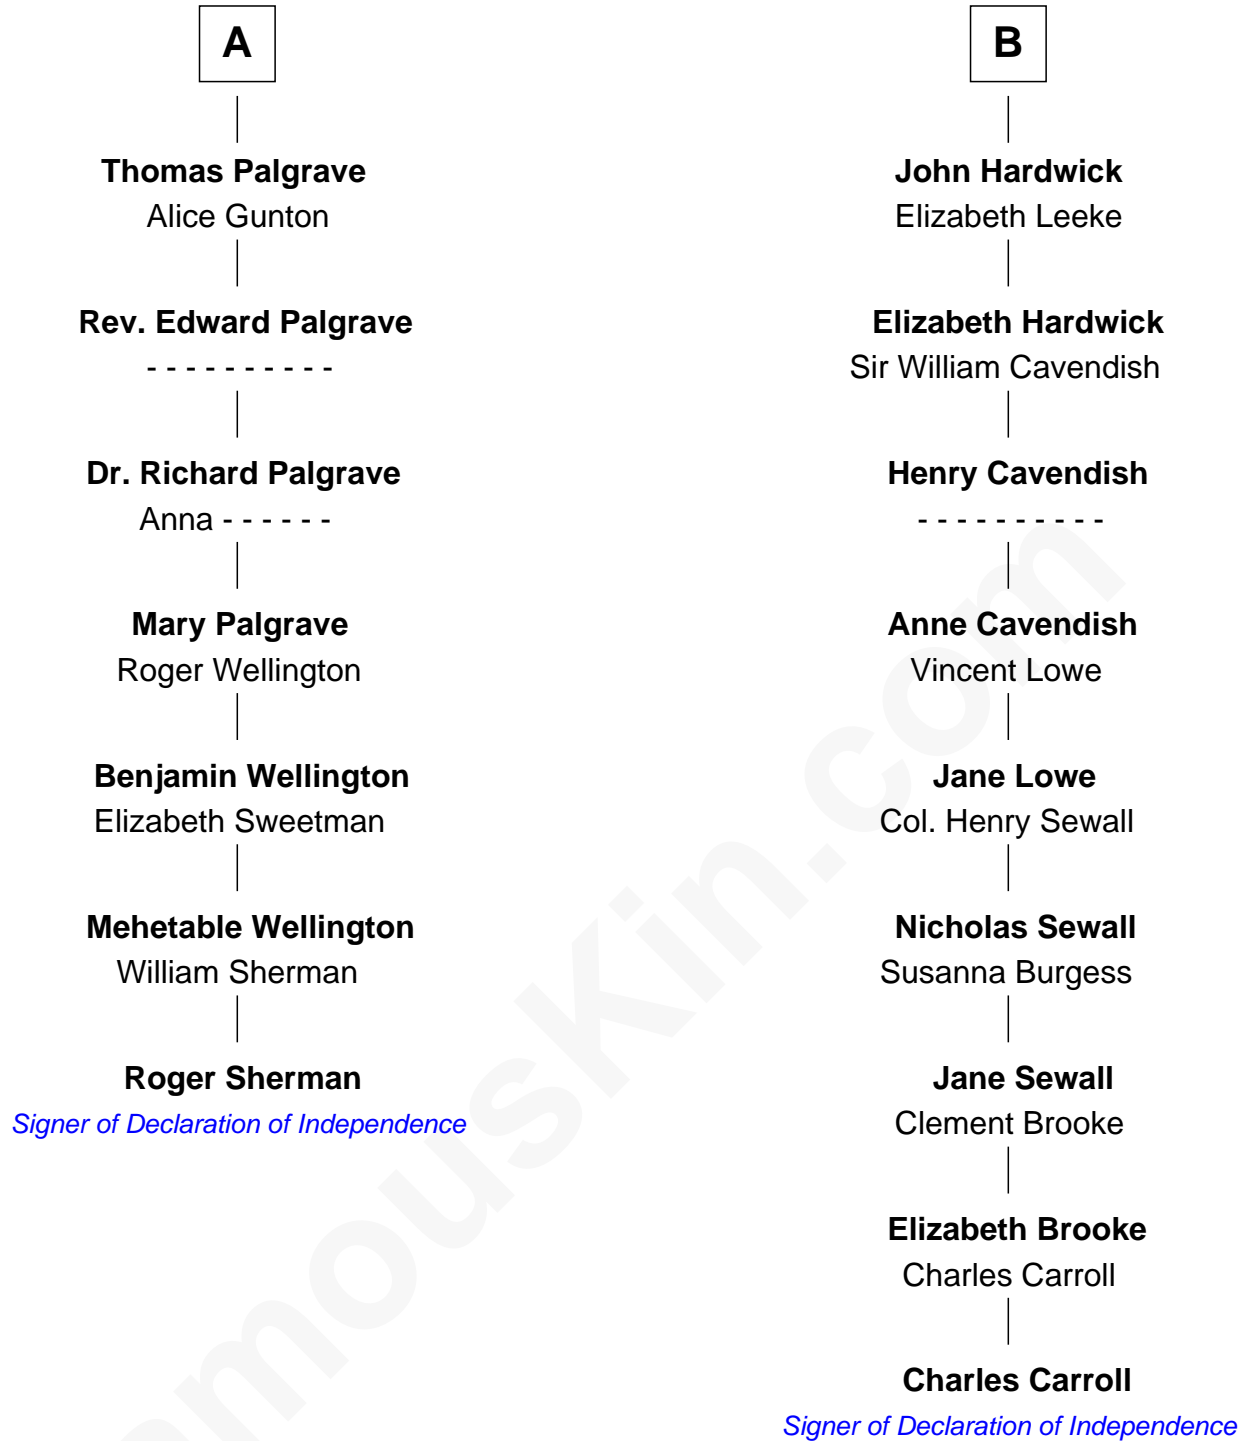 A
Thomas Palgrave
Alice Gunton
Rev. Edward Palgrave
- - - - - - - - - -
Dr. Richard Palgrave
Anna - - - - - -
Mary Palgrave
Roger Wellington
Benjamin Wellington
Elizabeth Sweetman
Mehetable Wellington
William Sherman
Roger Sherman
Signer of Declaration of Independence
B
John Hardwick
Elizabeth Leeke
Elizabeth Hardwick
Sir William Cavendish
Henry Cavendish
- - - - - - - - - -
Anne Cavendish
Vincent Lowe
Jane Lowe
Col. Henry Sewall
Nicholas Sewall
Susanna Burgess
Jane Sewall
Clement Brooke
Elizabeth Brooke
Charles Carroll
Charles Carroll
Signer of Declaration of Independence
amouskin.com